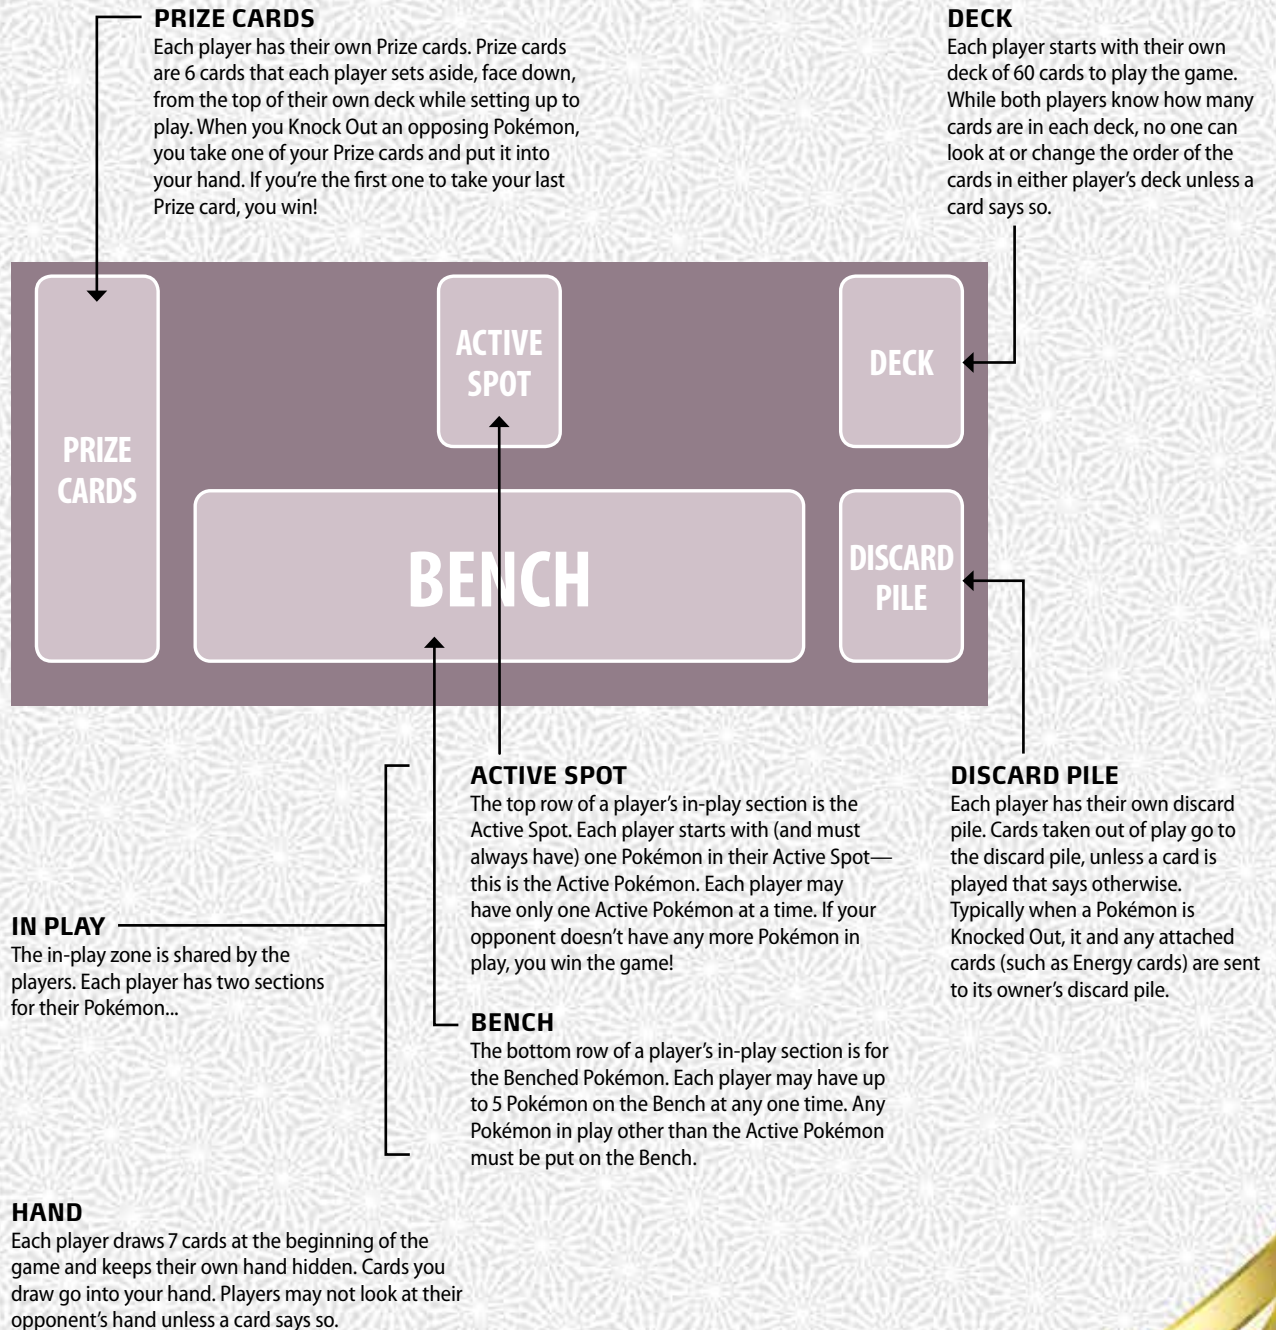 PRIZE CARDS
Each player has their own Prize cards. Prize cards
are 6 cards that each player sets aside, face down,
from the top of their own deck while setting up to
play. When you Knock Out an opposing Pokémon,
you take one of your Prize cards and put it into
your hand. If you’re the first one to take your last
Prize card, you win!
DECK
Each player starts with their own
deck of 60 cards to play the game.
While both players know how many
cards are in each deck, no one can
look at or change the order of the
cards in either player’s deck unless a
card says so.
PRIZE
CARDS
ACTIVE
SPOT
DECK
BENCH
DISCARD
PILE
IN PLAY
The in-play zone is shared by the
players. Each player has two sections
for their Pokémon...
ACTIVE SPOT
The top row of a player’s in-play section is the
Active Spot. Each player starts with (and must
always have) one Pokémon in their Active Spot—
this is the Active Pokémon. Each player may
have only one Active Pokémon at a time. If your
opponent doesn’t have any more Pokémon in
play, you win the game!
BENCH
The bottom row of a player’s in-play section is for
the Benched Pokémon. Each player may have up
to 5 Pokémon on the Bench at any one time. Any
Pokémon in play other than the Active Pokémon
must be put on the Bench.
DISCARD PILE
Each player has their own discard
pile. Cards taken out of play go to
the discard pile, unless a card is
played that says otherwise.
Typically when a Pokémon is
Knocked Out, it and any attached
cards (such as Energy cards) are sent
to its owner’s discard pile.
HAND
Each player draws 7 cards at the beginning of the
game and keeps their own hand hidden. Cards you
draw go into your hand. Players may not look at their
opponent’s hand unless a card says so.